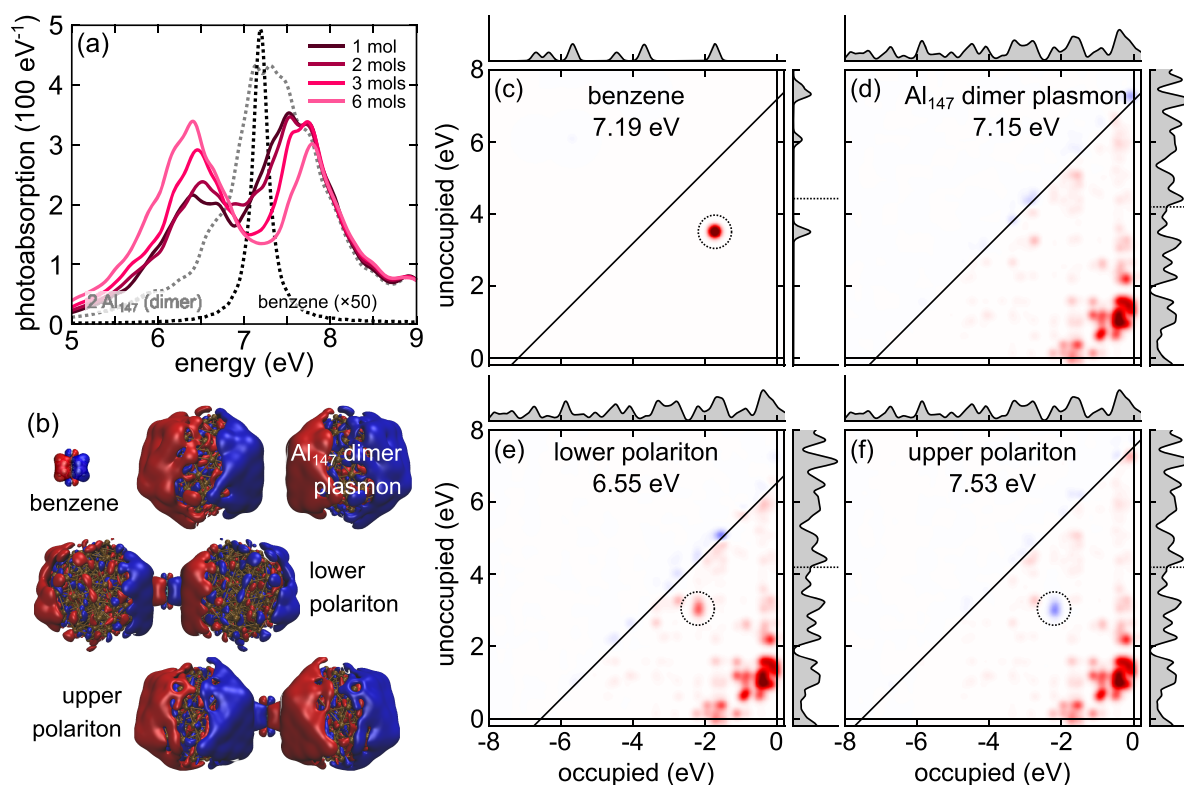 (a)
photoabsorption (100 eV⁻¹)
5
4
3
2
1
0
1 mol
2 mols
3 mols
6 mols
2 Al₁₄₇ (dimer)
benzene (×50)
5 6 7 8 9
energy (eV)
(b)
benzene
Al₁₄₇ dimer
plasmon
lower
polariton
upper
polariton
(c)
benzene
7.19 eV
unoccupied (eV)
8
6
4
2
0
(d)
Al₁₄₇ dimer plasmon
7.15 eV
(e)
lower polariton
6.55 eV
unoccupied (eV)
8
6
4
2
0
-8 -6 -4 -2 0
occupied (eV)
(f)
upper polariton
7.53 eV
-8 -6 -4 -2 0
occupied (eV)